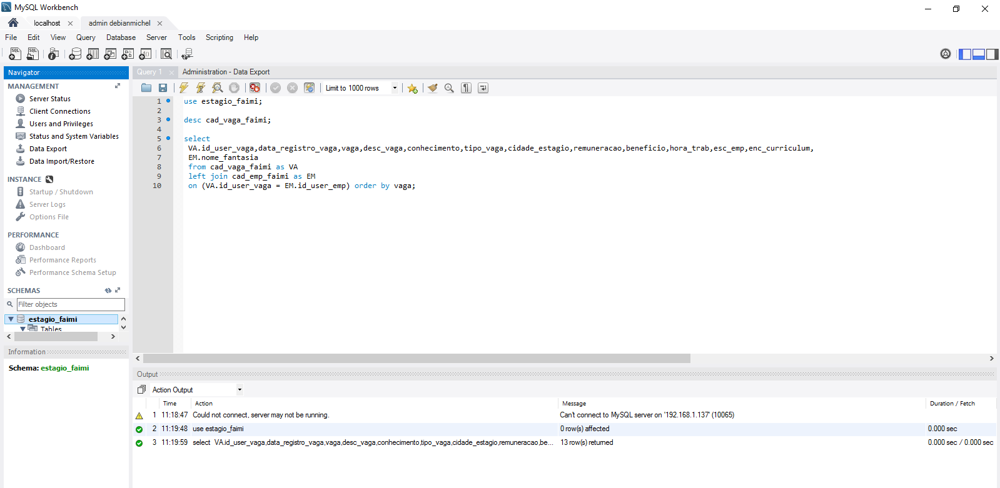 MySQL Workbench
localhost
admin debianmichel
File Edit View Query Database Server Tools Scripting Help
Navigator
MANAGEMENT
Server Status
Client Connections
Users and Privileges
Status and System Variables
Data Export
Data Import/Restore
INSTANCE
Startup / Shutdown
Server Logs
Options File
PERFORMANCE
Dashboard
Performance Reports
Performance Schema Setup
SCHEMAS
Filter objects
estagio_faimi
Tables
Information
Schema: estagio_faimi
Query 1
Administration - Data Export
Limit to 1000 rows
1 use estagio_faimi;
2
3 desc cad_vaga_faimi;
4
5 select
6 VA.id_user_vaga,data_registro_vaga,vaga,desc_vaga,conhecimento,tipo_vaga,cidade_estagio,remuneracao,beneficio,hora_trab,esc_emp,enc_curriculum,
7 EM.nome_fantasia
8 from cad_vaga_faimi as VA
9 left join cad_emp_faimi as EM
10 on (VA.id_user_vaga = EM.id_user_emp) order by vaga;
Output
Action Output
Time Action Message Duration / Fetch
1 11:18:47 Could not connect, server may not be running. Can't connect to MySQL server on '192.168.1.137' (10065)
2 11:19:48 use estagio_faimi 0 row(s) affected 0.000 sec
3 11:19:59 select VA.id_user_vaga,data_registro_vaga,vaga,desc_vaga,conhecimento,tipo_vaga,cidade_estagio,remuneracao,be... 13 row(s) returned 0.000 sec / 0.000 sec